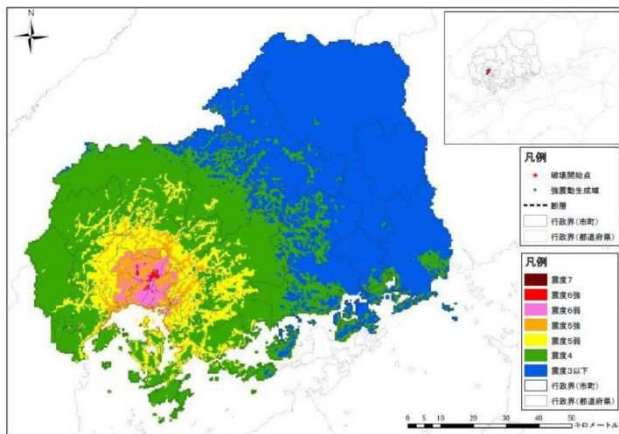 N
凡例
破壊開始点
強震動生成域
断層
行政界(市町)
行政界(都道府県)
凡例
震度7
震度6強
震度6弱
震度5強
震度5弱
震度4
震度3以下
行政界(市町)
行政界(都道府県)
0 5 10 20 30 40 50
キロメートル